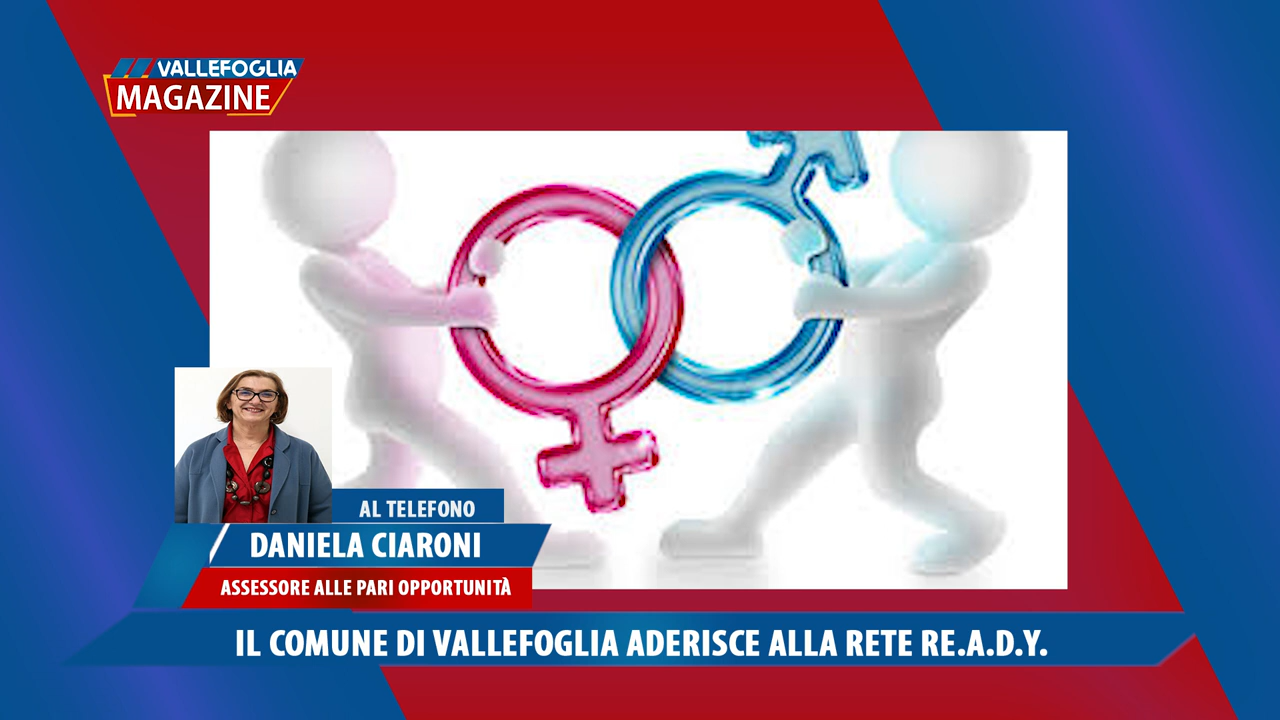 VALLEFOGLIA
MAGAZINE
AL TELEFONO
DANIELA CIARONI
ASSESSORE ALLE PARI OPPORTUNITÀ
IL COMUNE DI VALLEFOGLIA ADERISCE ALLA RETE RE.A.D.Y.